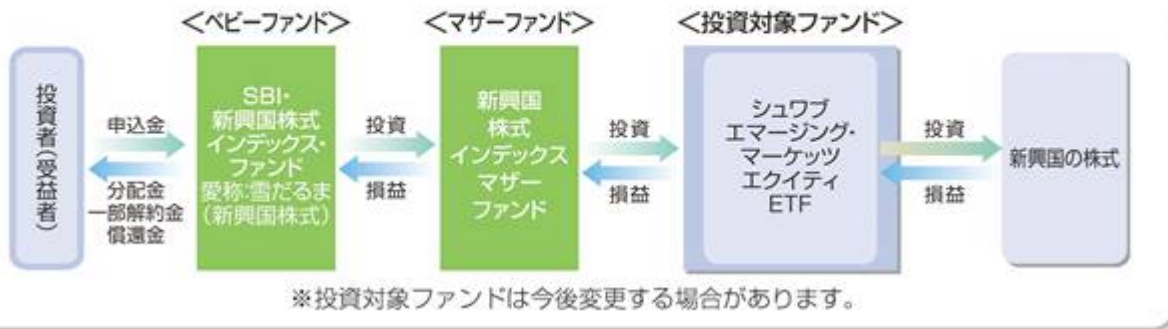 ＜ベビーファンド＞
＜マザーファンド＞
＜投資対象ファンド＞
投資者（受益者）
申込金
分配金
一部解約金
償還金
SBI・
新興国株式
インデックス・
ファンド
愛称:雪だるま
（新興国株式）
投資
損益
新興国
株式
インデックス
マザー
ファンド
投資
損益
シュワブ
エマージング・
マーケッツ
エクイティ
ETF
投資
損益
新興国の株式
※投資対象ファンドは今後変更する場合があります。